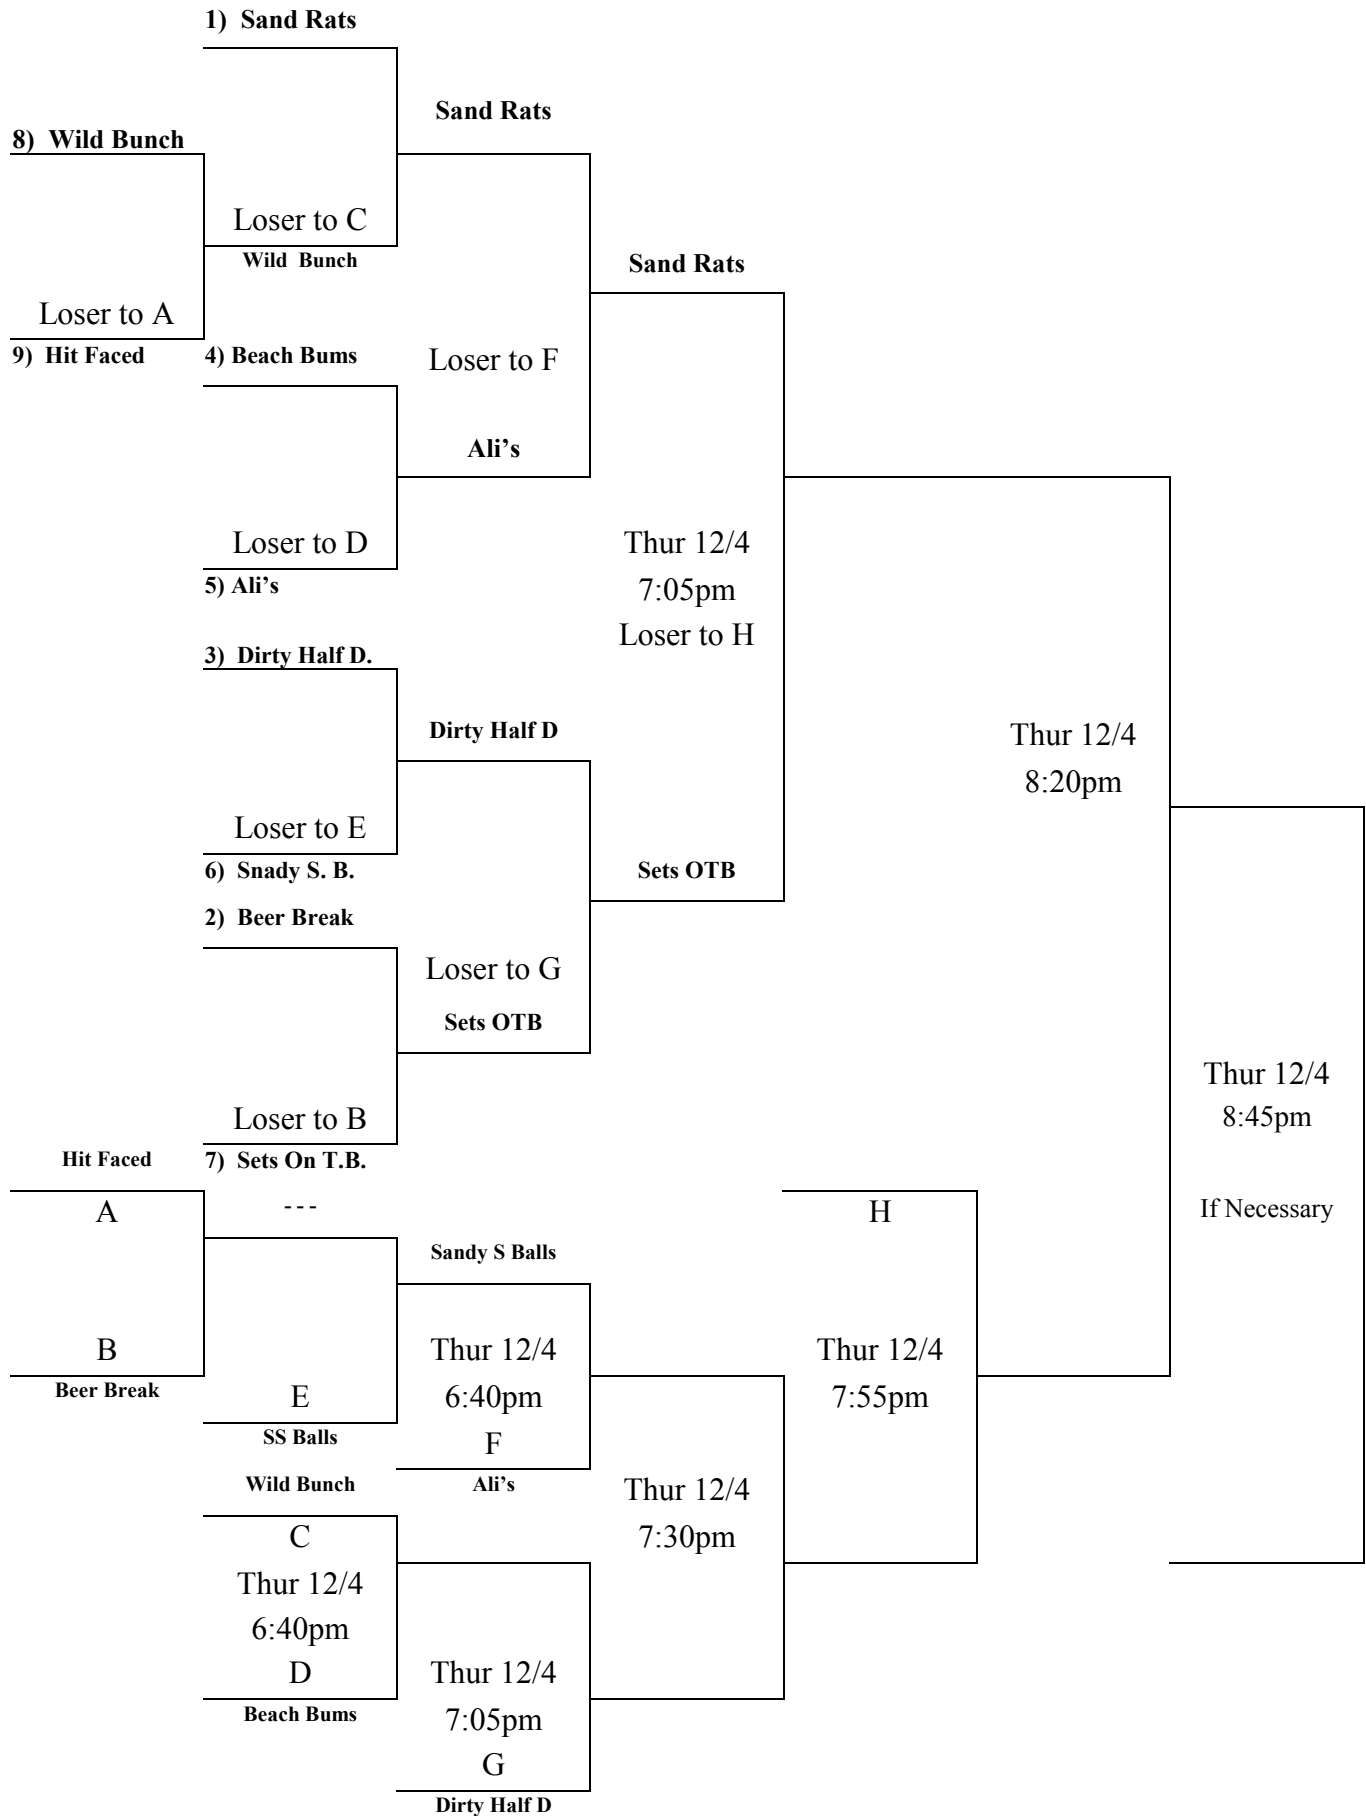 1) Sand Rats
Sand Rats
8) Wild Bunch
Loser to C
Wild Bunch
Sand Rats
Loser to A
9) Hit Faced
4) Beach Bums
Loser to F
Ali's
Loser to D
5) Ali's
Thur 12/4
7:05pm
Loser to H
3) Dirty Half D.
Dirty Half D
Thur 12/4
8:20pm
Loser to E
6) Snady S. B.
Sets OTB
2) Beer Break
Loser to G
Sets OTB
Thur 12/4
8:45pm
If Necessary
Loser to B
7) Sets On T.B.
Hit Faced
A
---
H
Sandy S Balls
B
Beer Break
Thur 12/4
6:40pm
F
Ali's
Thur 12/4
7:55pm
E
SS Balls
Wild Bunch
C
Thur 12/4
6:40pm
D
Beach Bums
Thur 12/4
7:30pm
Thur 12/4
7:05pm
G
Dirty Half D